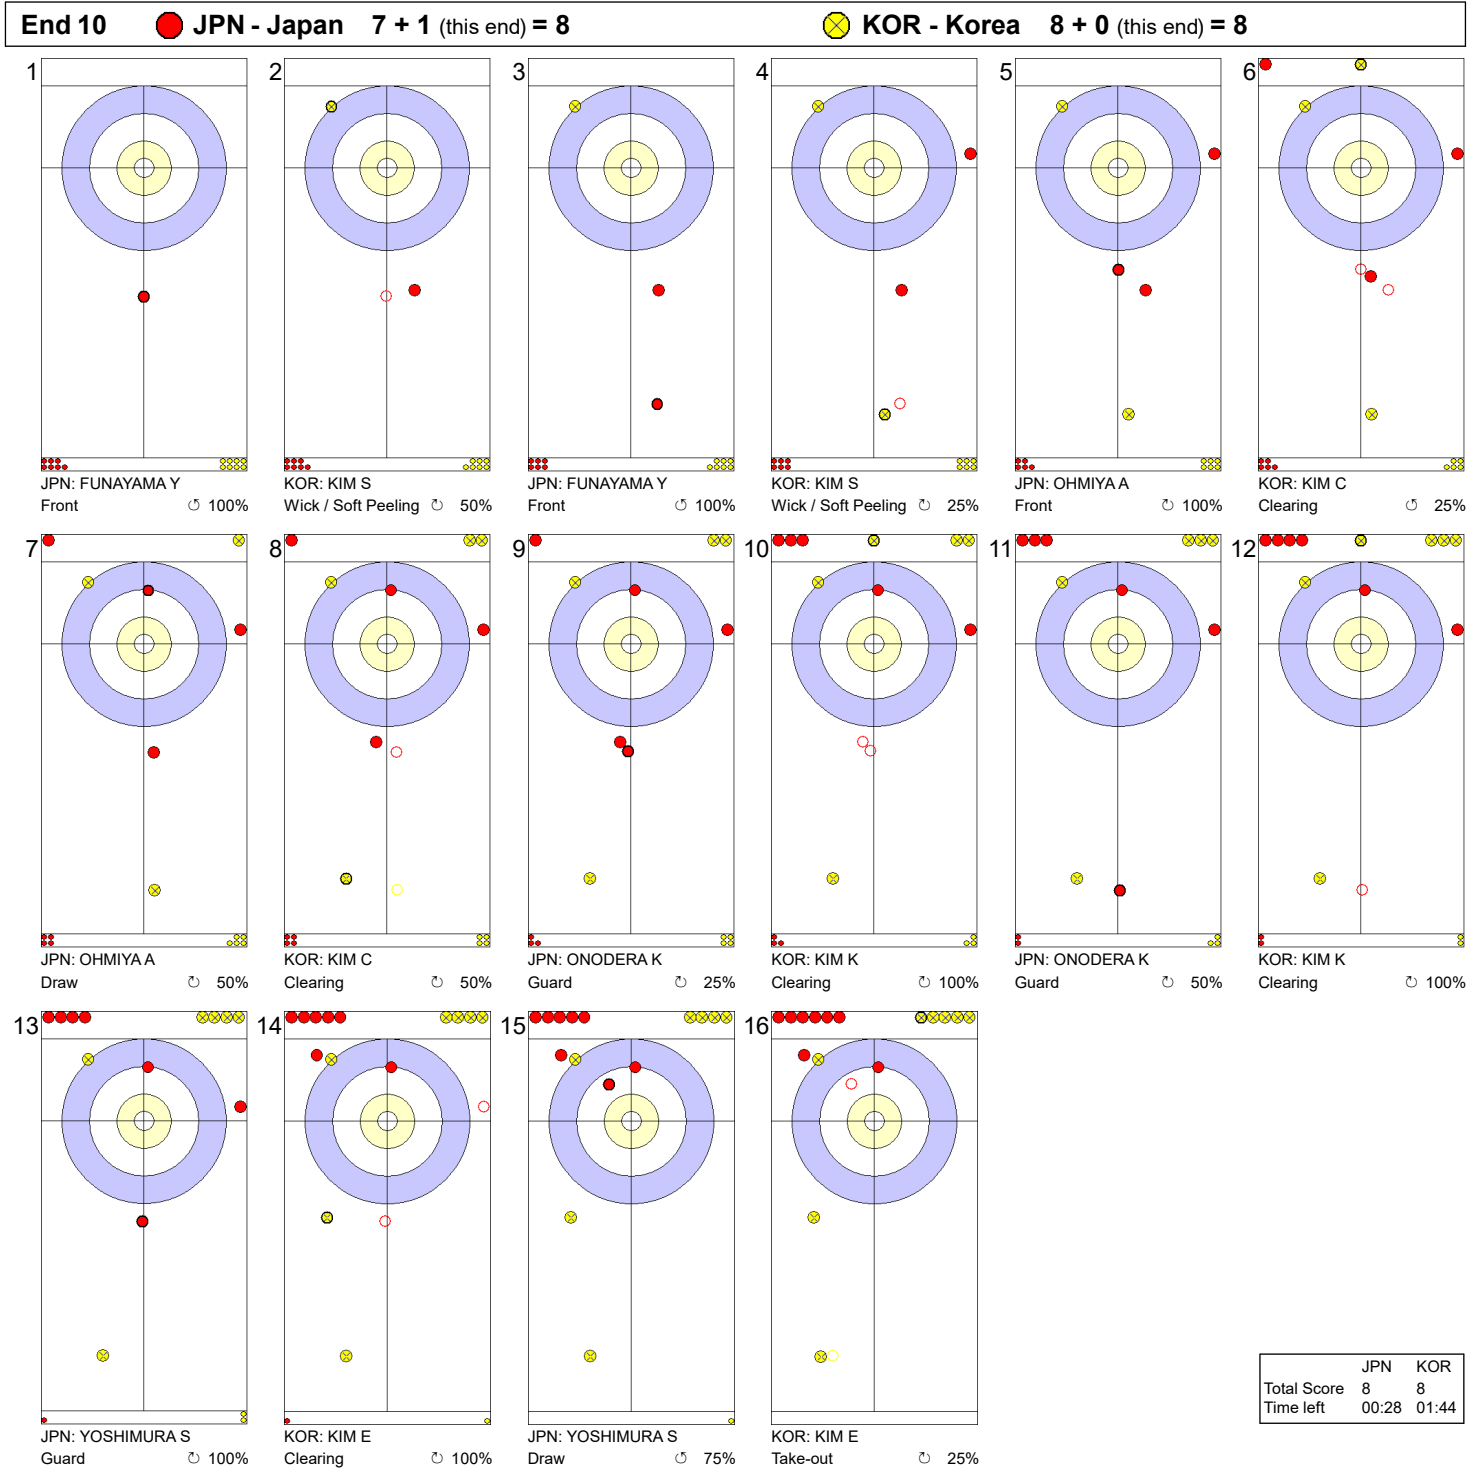 End 10 JPN - Japan 7 + 1 (this end) = 8 KOR - Korea 8 + 0 (this end) = 8
1 2 3 4 5 6
JPN: FUNAYAMA Y KOR: KIM S JPN: FUNAYAMA Y KOR: KIM S JPN: OHMIYA A KOR: KIM C
Front ↺ 100% Wick / Soft Peeling ↻ 50% Front ↺ 100% Wick / Soft Peeling ↻ 25% Front ↺ 100% Clearing ↺ 25%
7 8 9 10 11 12
JPN: OHMIYA A KOR: KIM C JPN: ONODERA K KOR: KIM K JPN: ONODERA K KOR: KIM K
Draw ↻ 50% Clearing ↻ 50% Guard ↻ 25% Clearing ↻ 100% Guard ↻ 50% Clearing ↺ 100%
13 14 15 16
JPN KOR
Total Score 8 8
Time left 00:28 01:44
JPN: YOSHIMURA S KOR: KIM E JPN: YOSHIMURA S KOR: KIM E
Guard ↻ 100% Clearing ↻ 100% Draw ↺ 75% Take-out ↻ 25%